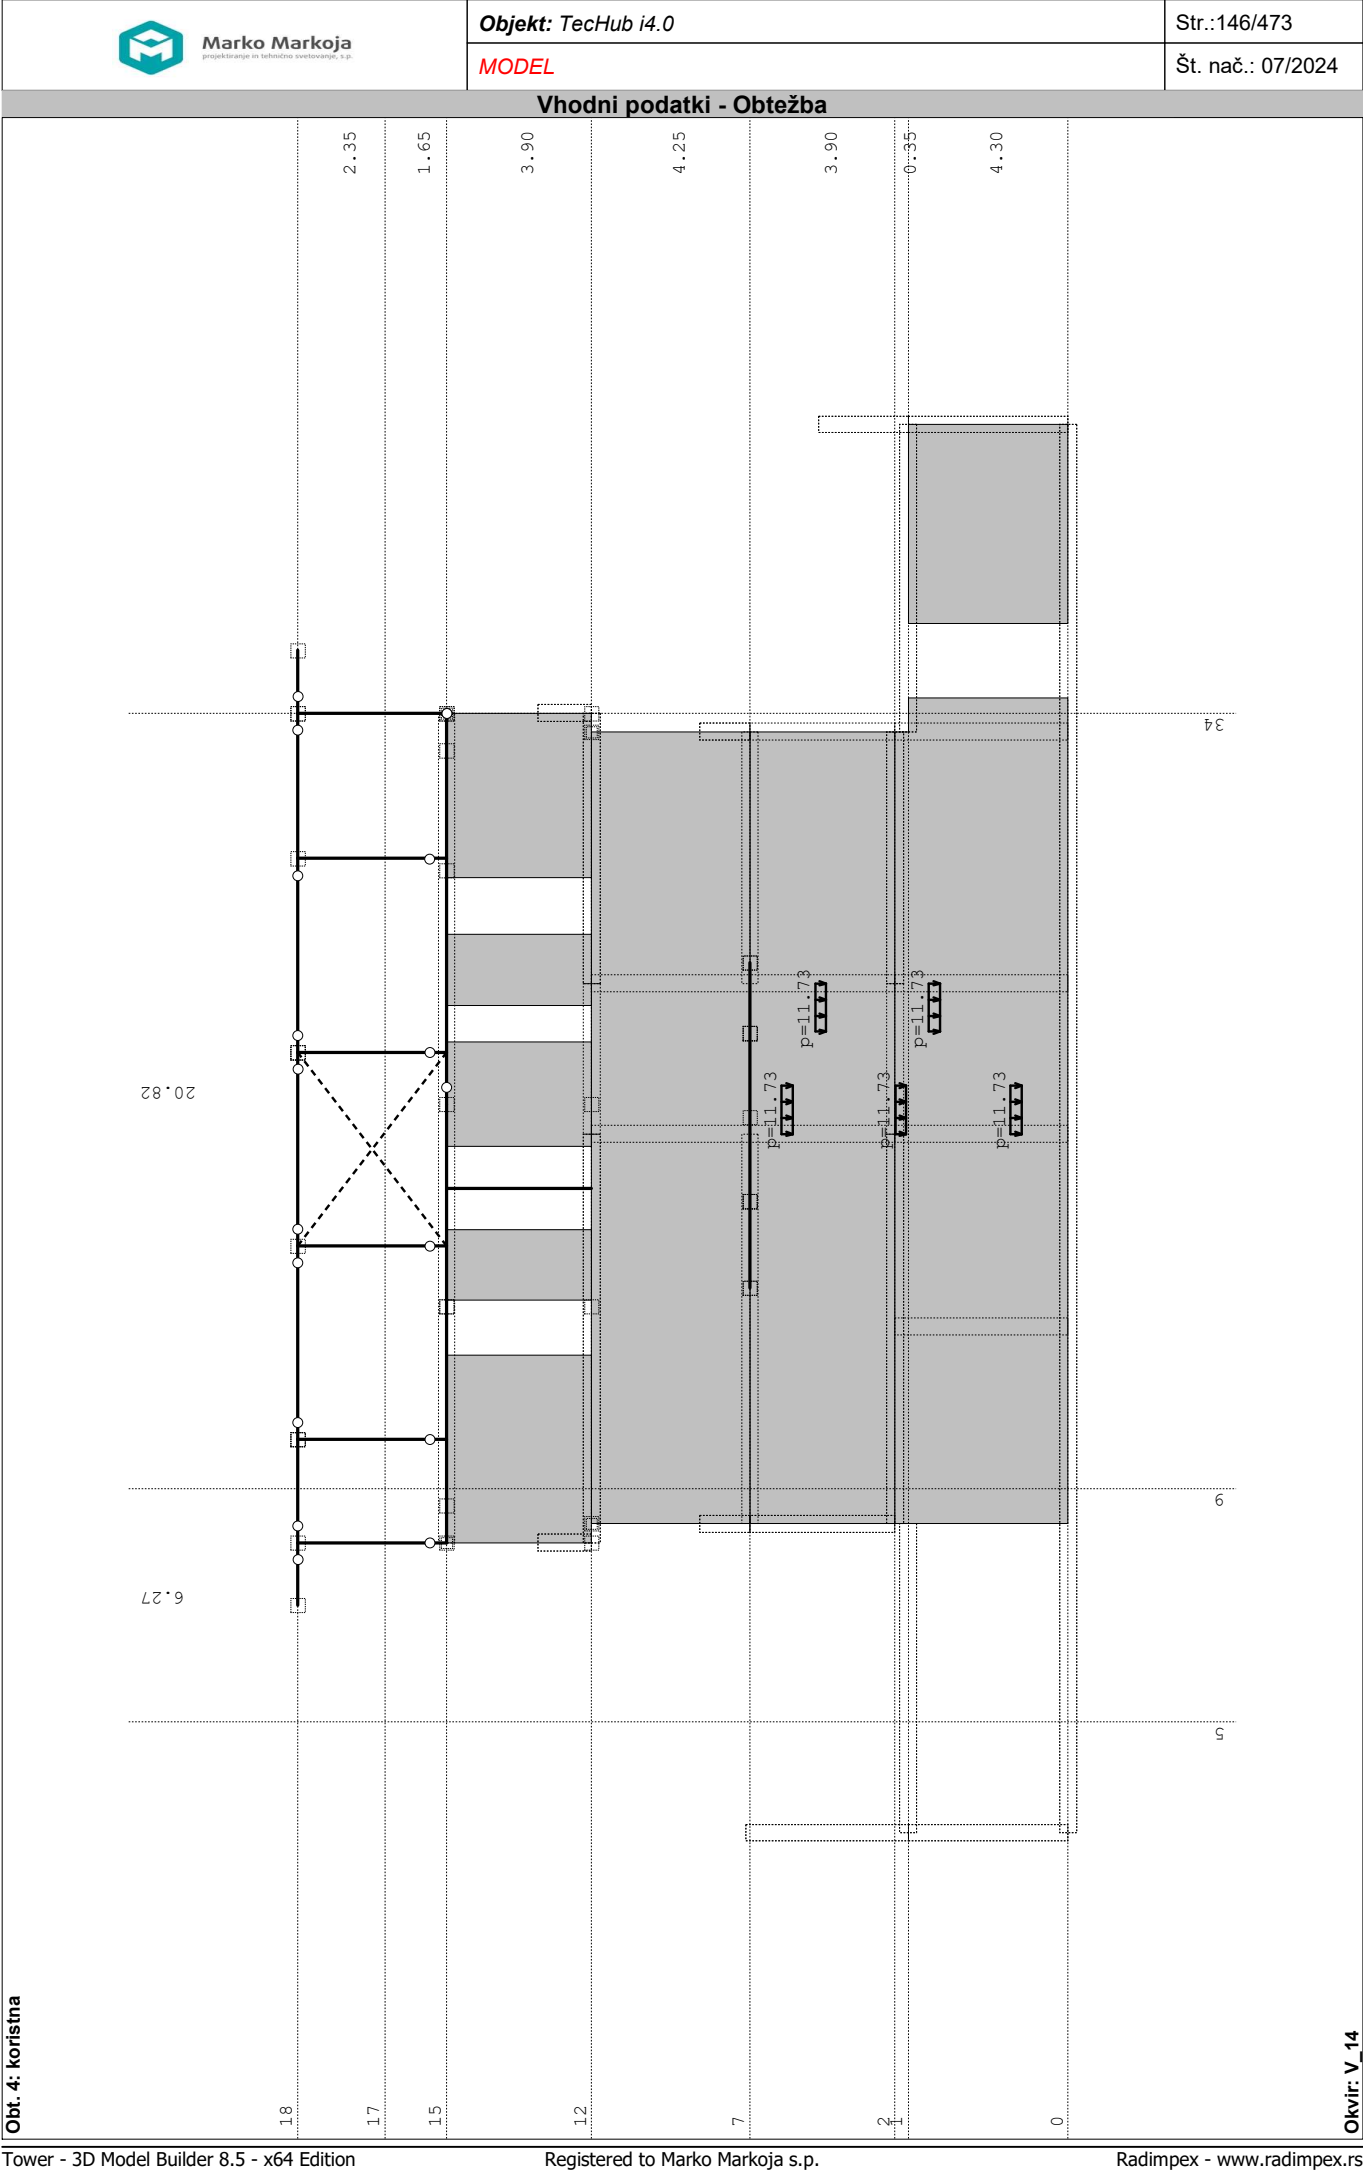 Marko Markoja
projektiranje in tehnično svetovanje, s.p.
Objekt: TecHub i4.0
MODEL
Str.:146/473
Št. nač.: 07/2024
Vhodni podatki - Obtežba
2.35
1.65
3.90
4.25
3.90
0.35
4.30
34
p=11.73
p=11.73
20.82
p=11.73
p=11.73
p=11.73
9
6.27
5
Obt. 4: koristna
18
17
15
12
7
2
1
0
Okvir: V_14
Tower - 3D Model Builder 8.5 - x64 Edition
Registered to Marko Markoja s.p.
Radimpex - www.radimpex.rs